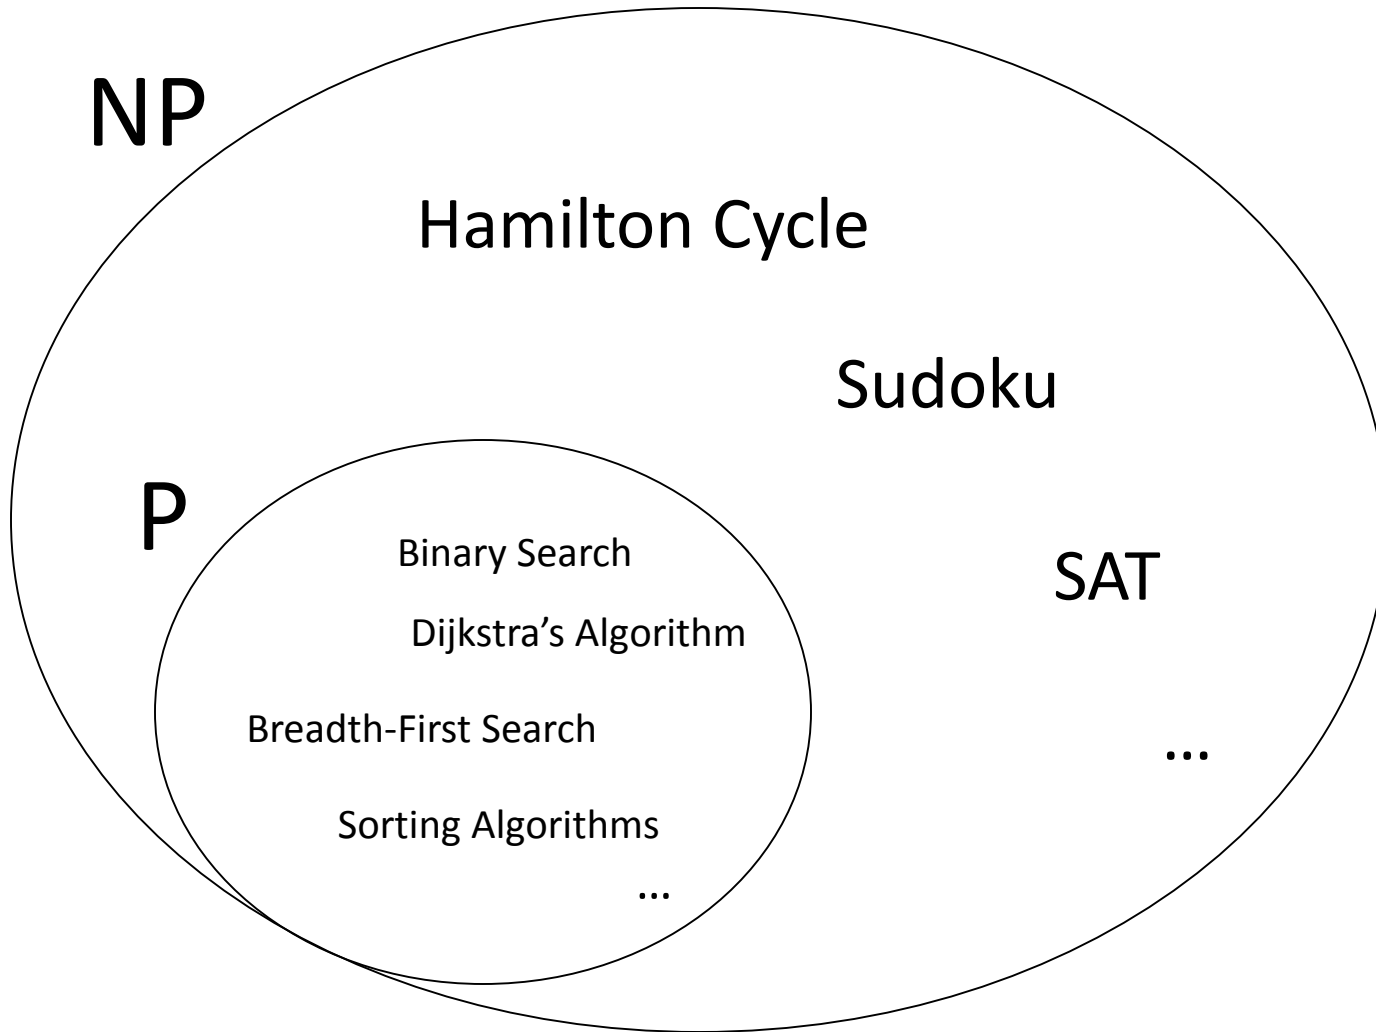 NP
Hamilton Cycle
Sudoku
P
Binary Search
SAT
Dijkstra’s Algorithm
Breadth-First Search
...
Sorting Algorithms
...